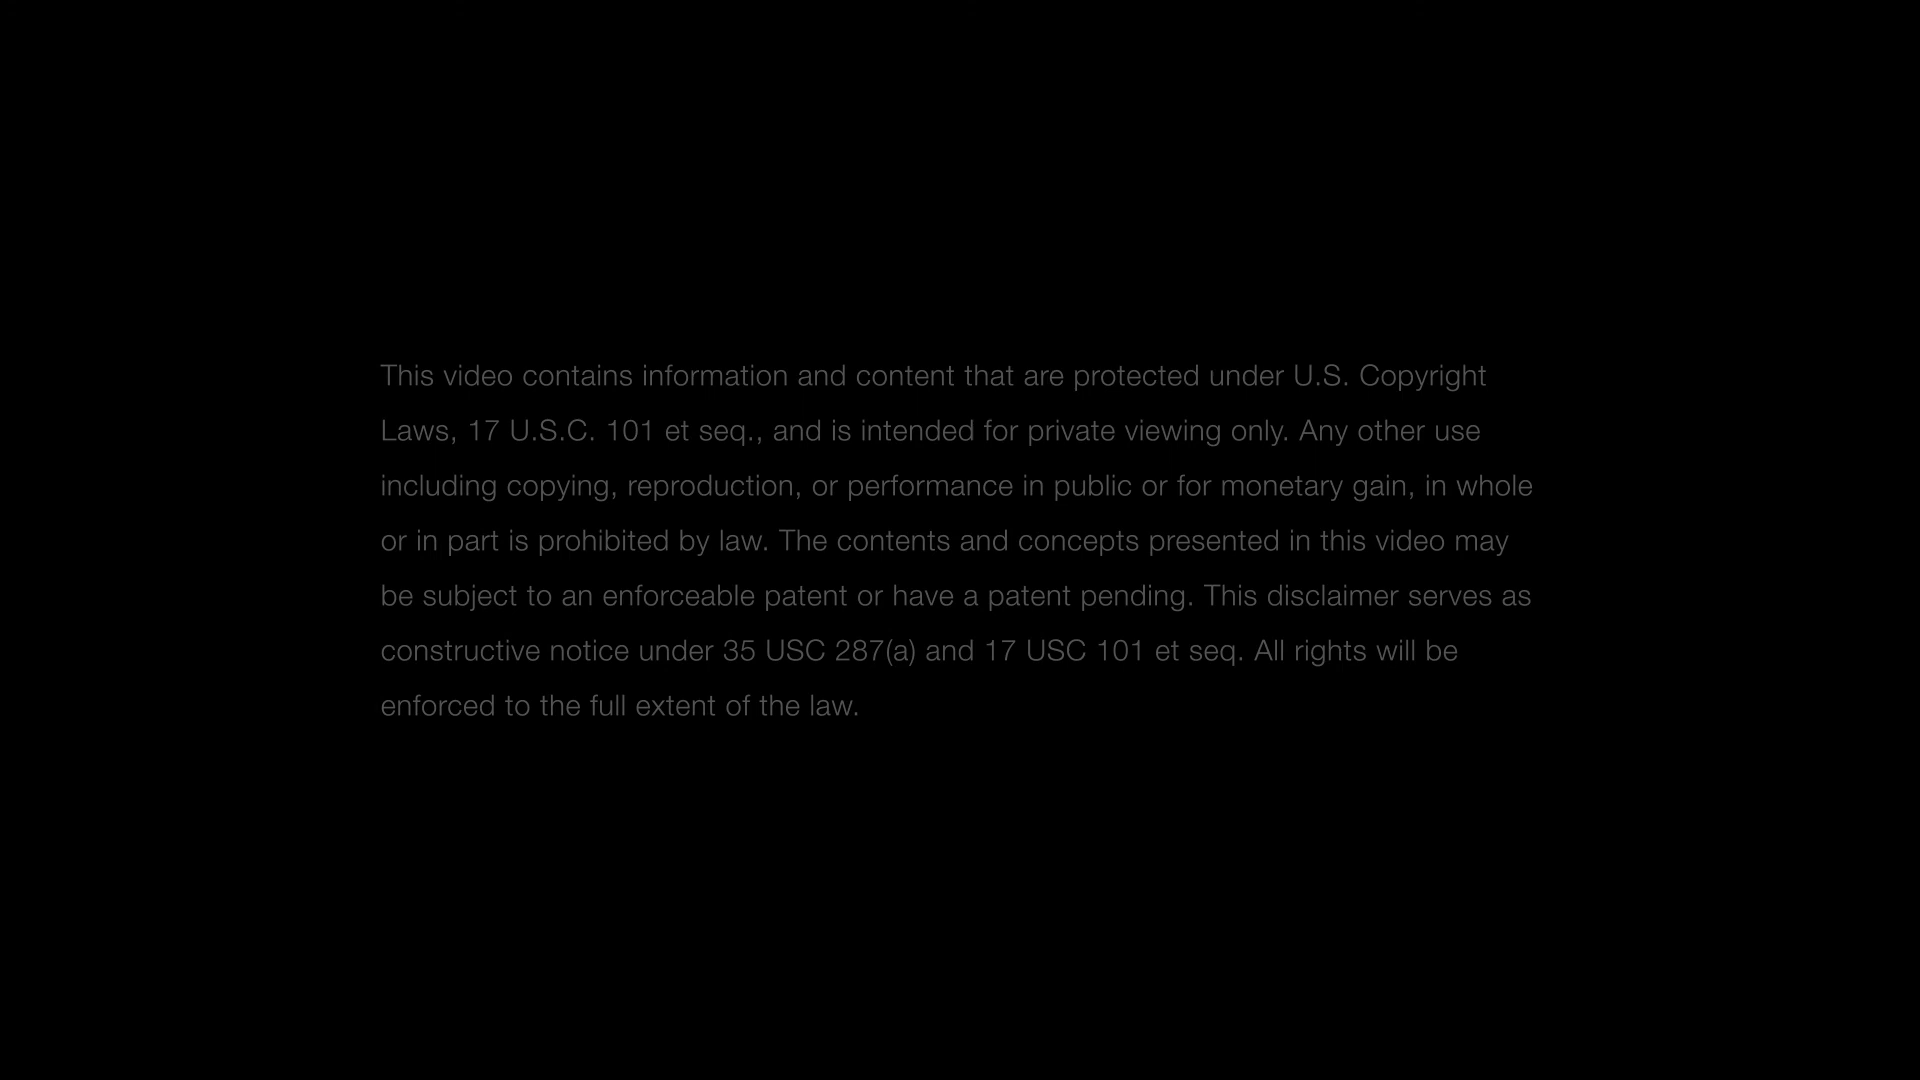 This video contains information and content that are protected under U.S. Copyright
Laws, 17 U.S.C. 101 et seq., and is intended for private viewing only. Any other use
including copying, reproduction, or performance in public or for monetary gain, in whole
or in part is prohibited by law. The contents and concepts presented in this video may
be subject to an enforceable patent or have a patent pending. This disclaimer serves as
constructive notice under 35 USC 287(a) and 17 USC 101 et seq. All rights will be
enforced to the full extent of the law.